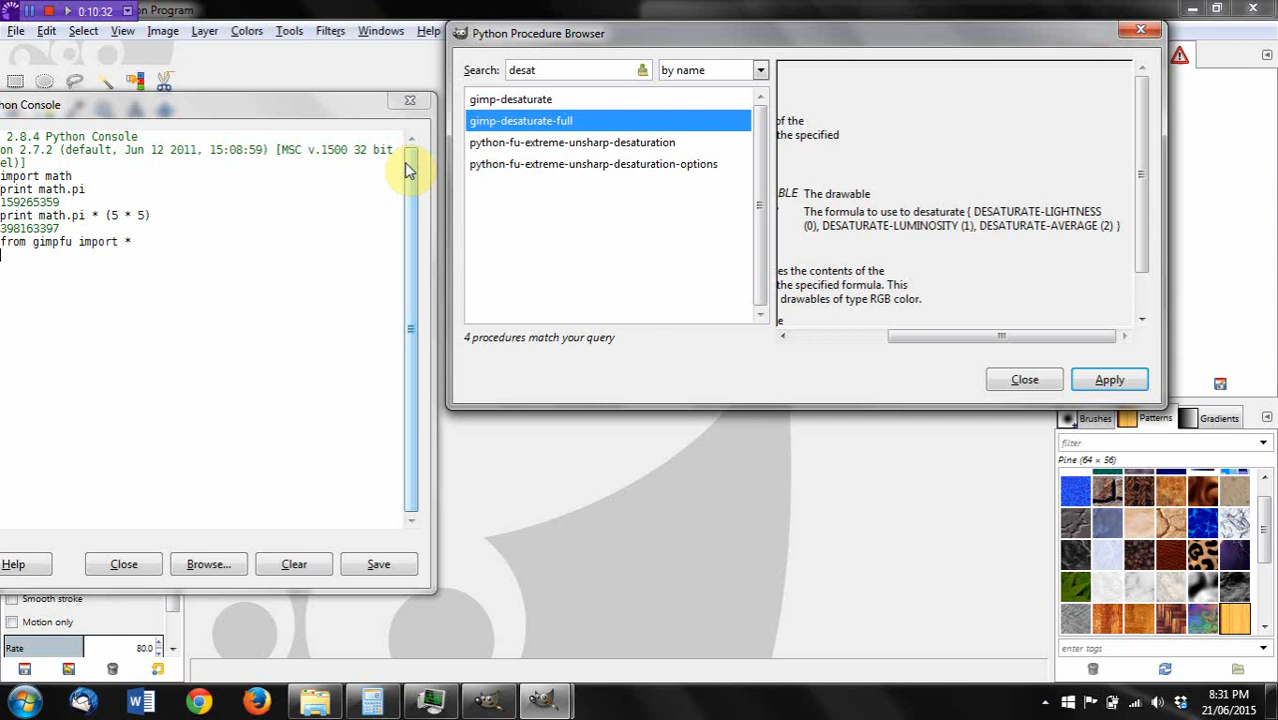 0:10:32
n Program
File Edit Select View Image Layer Colors Tools Filters Windows Help
Python Procedure Browser
Search: desat by name
gimp-desaturate
gimp-desaturate-full
python-fu-extreme-unsharp-desaturation
python-fu-extreme-unsharp-desaturation-options
4 procedures match your query
of the
the specified
ABLE The drawable
The formula to use to desaturate { DESATURATE-LIGHTNESS
(0), DESATURATE-LUMINOSITY (1), DESATURATE-AVERAGE (2) }
es the contents of the
the specified formula. This
drawables of type RGB color.
e
Close Apply
hon Console
2.8.4 Python Console
on 2.7.2 (default, Jun 12 2011, 15:08:59) [MSC v.1500 32 bit
el)]
import math
print math.pi
159265359
print math.pi * (5 * 5)
398163397
from gimpfu import *
Help Close Browse... Clear Save
Smooth stroke
Motion only
Rate 80.0
Brushes Patterns Gradients
filter
Pine (64 × 56)
enter tags
8:31 PM
21/06/2015